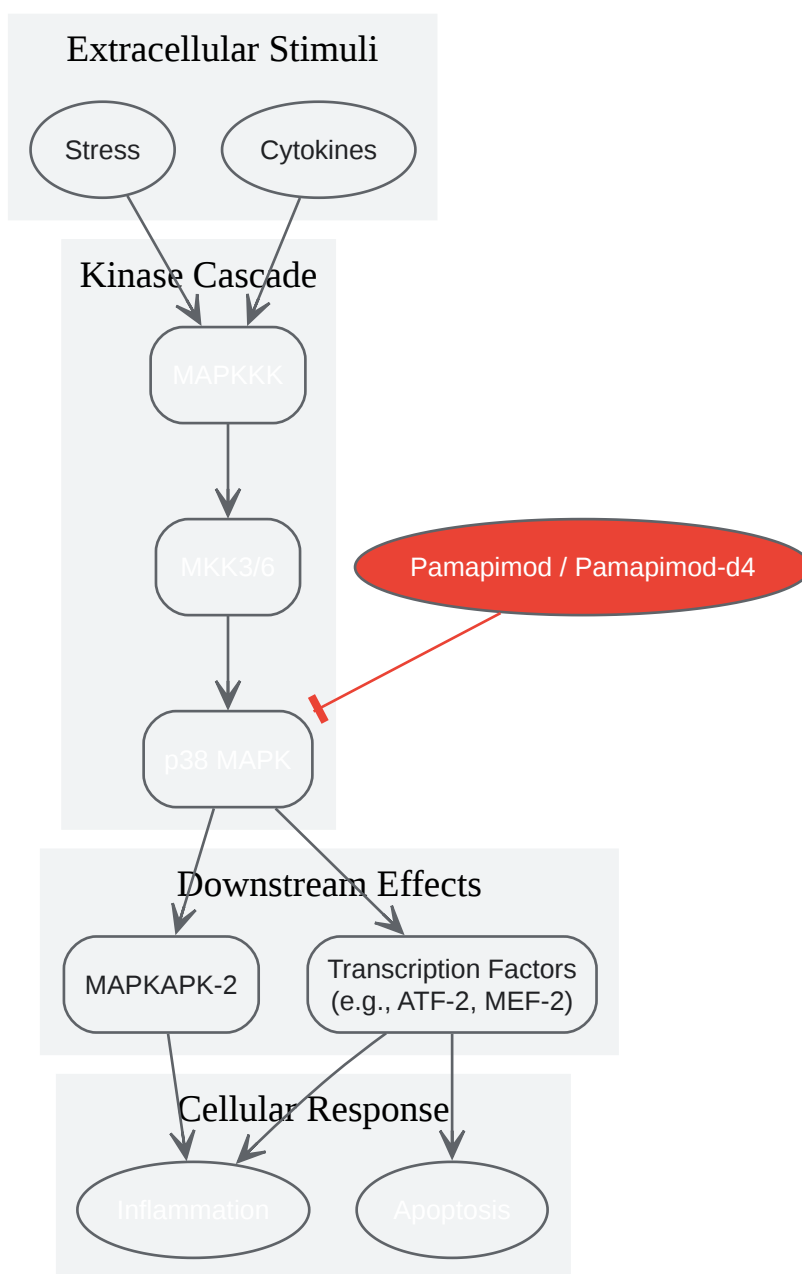 Extracellular Stimuli
Stress
Cytokines
Kinase Cascade
MAPKKK
MKK3/6
Pamapimod / Pamapimod-d4
p38 MAPK
Downstream Effects
MAPKAPK-2
Transcription Factors
(e.g., ATF-2, MEF-2)
Cellular Response
Inflammation
Apoptosis